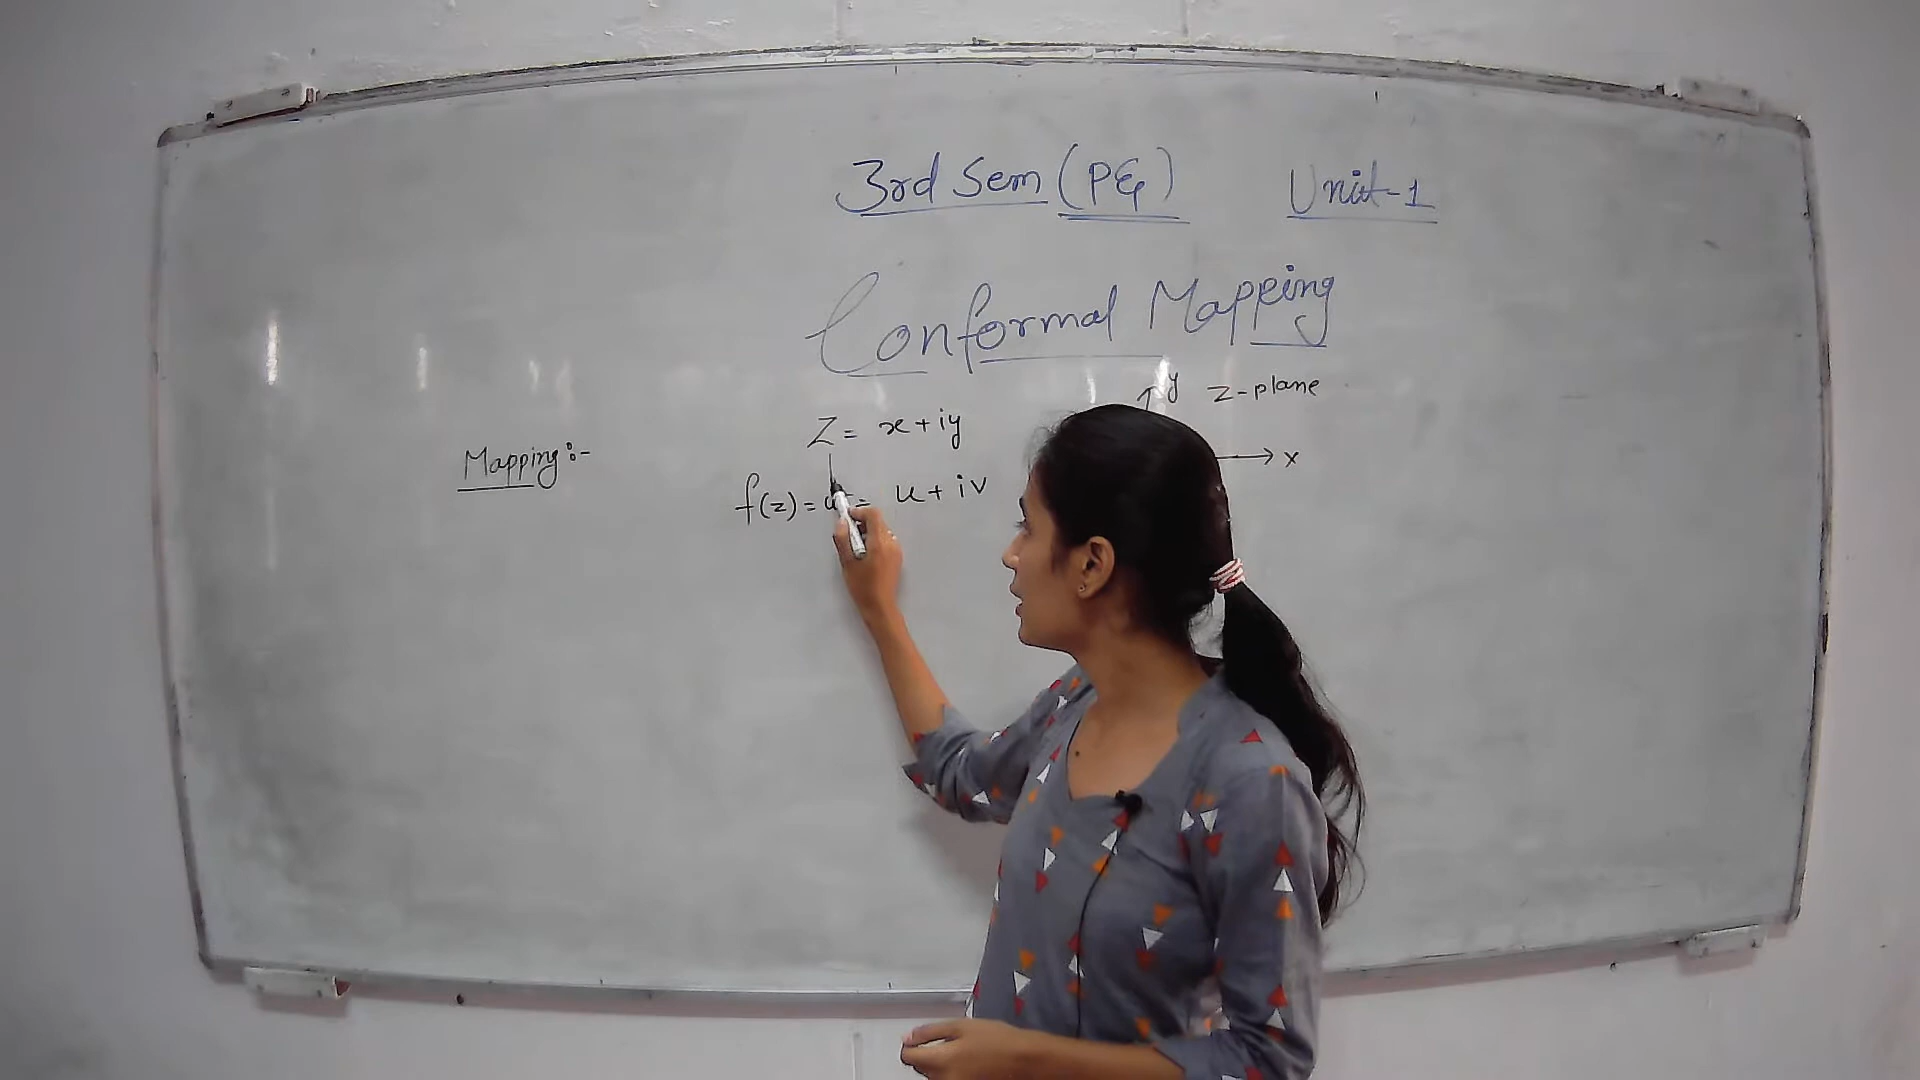 3rd Sem (PE) Unit-1
Conformal Mapping
y z-plane
Z = x+iy
x
Mapping:-
f(z) = w = u + iv